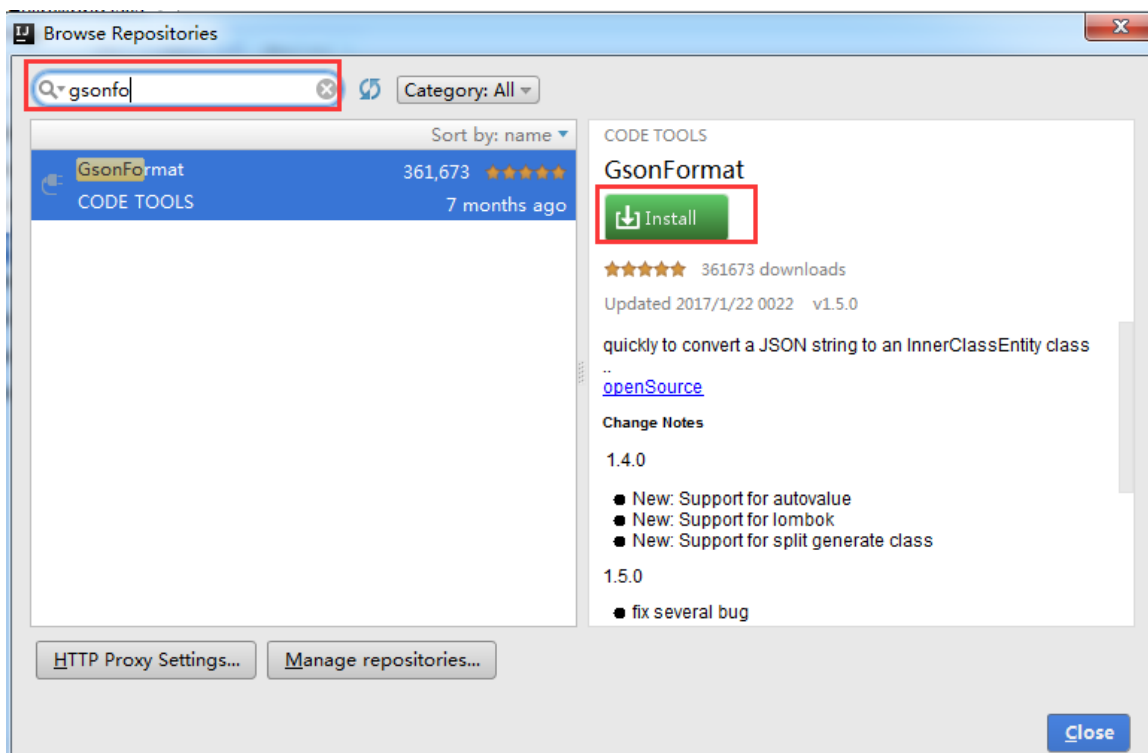 Browse Repositories
gsonfo
Category: All
Sort by: name
GsonFormat
361,673
CODE TOOLS
7 months ago
CODE TOOLS
GsonFormat
Install
361673 downloads
Updated 2017/1/22 0022 v1.5.0
quickly to convert a JSON string to an InnerClassEntity class
..
openSource
Change Notes
1.4.0
New: Support for autovalue
New: Support for lombok
New: Support for split generate class
1.5.0
fix several bug
HTTP Proxy Settings...
Manage repositories...
Close